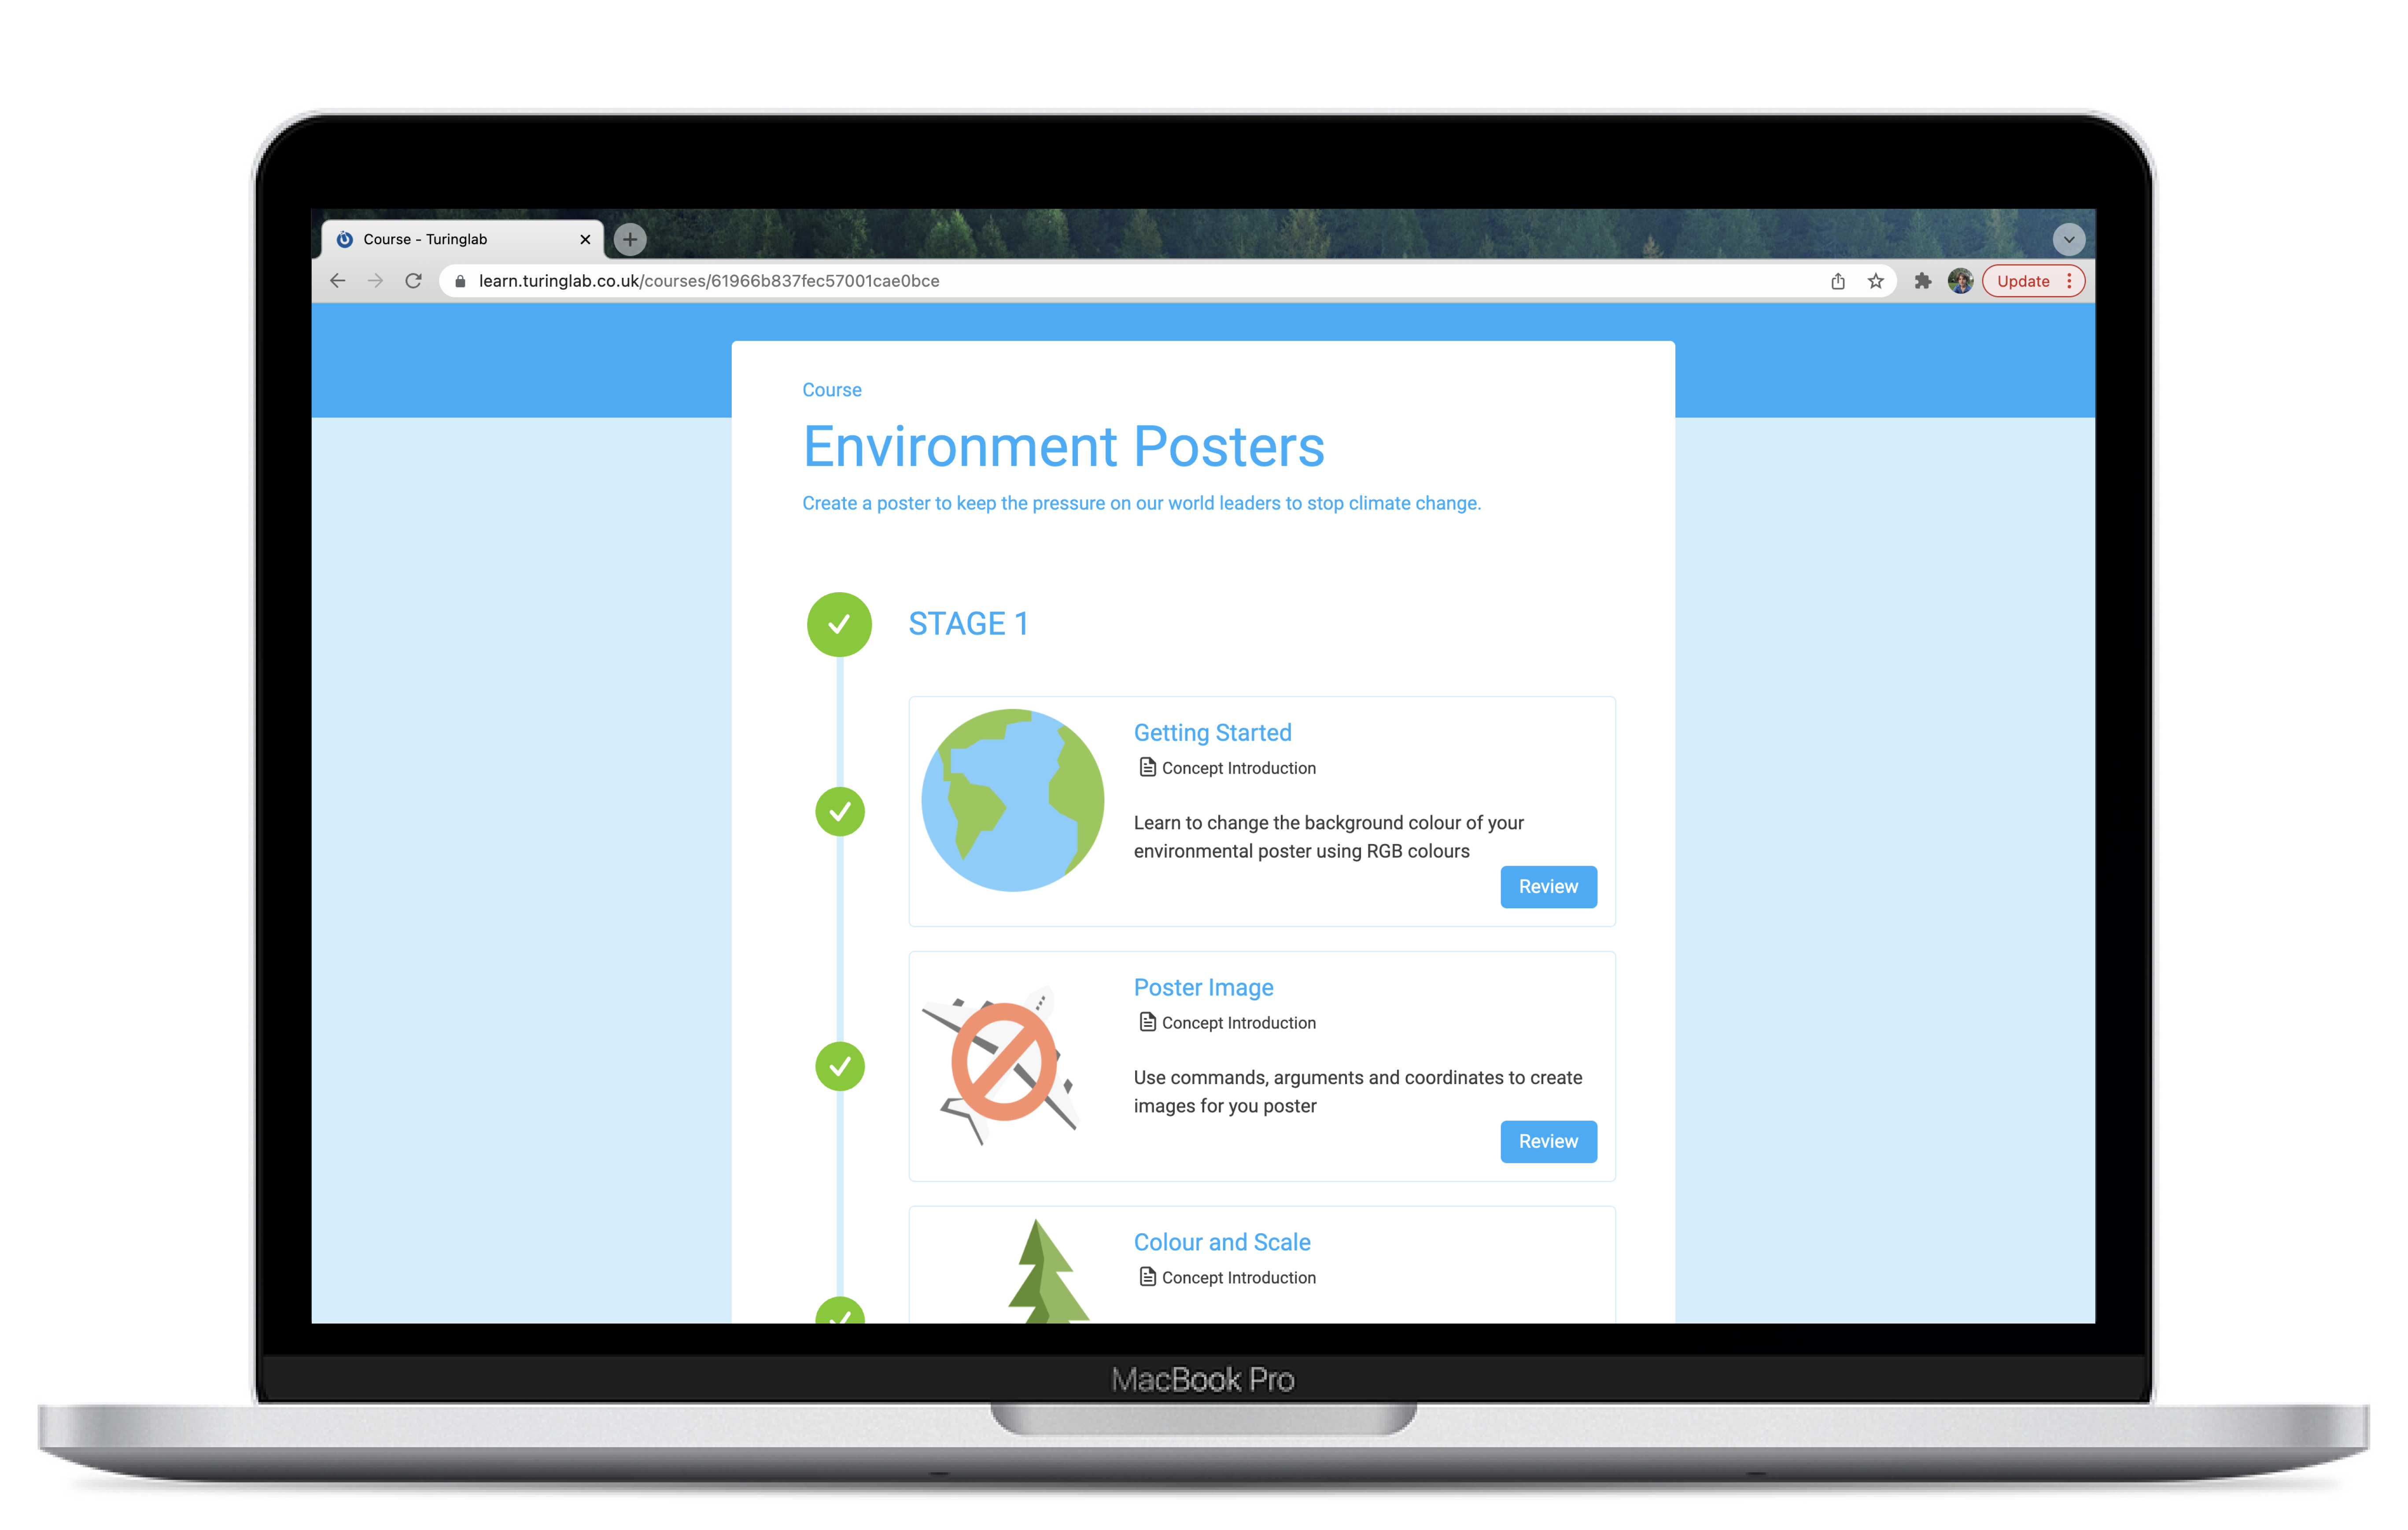 Course - Turinglab
learn.turinglab.co.uk/courses/61966b837fec57001cae0bce
Update
Course
Environment Posters
Create a poster to keep the pressure on our world leaders to stop climate change.
STAGE 1
Getting Started
Concept Introduction
Learn to change the background colour of your
environmental poster using RGB colours
Review
Poster Image
Concept Introduction
Use commands, arguments and coordinates to create
images for you poster
Review
Colour and Scale
Concept Introduction
MacBook Pro